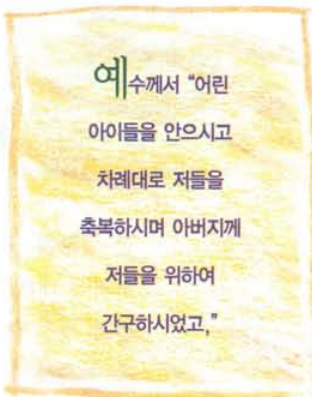 예수께서 “어린
아이들을 안으시고
차례대로 저들을
축복하시며 아버지께
저들을 위하여
간구하시었고,”